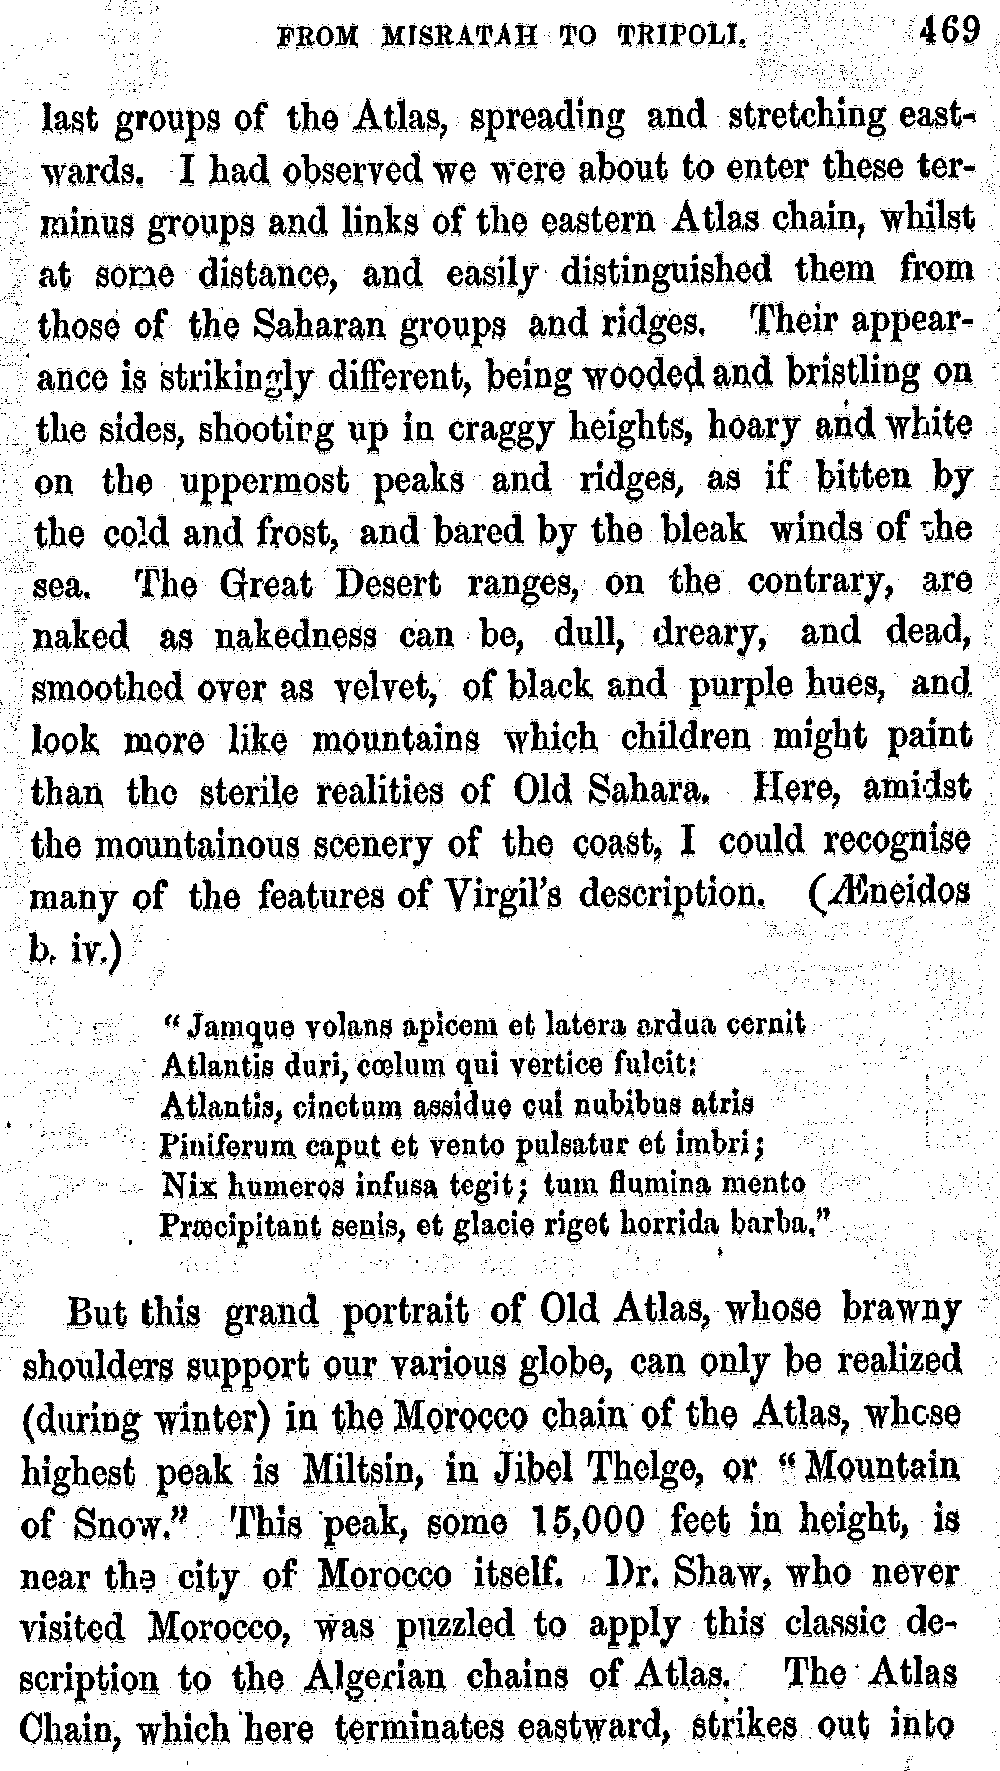 FROM MISRATAH TO TRIPOLI. 469
last groups of the Atlas, spreading and stretching east-
wards. I had observed we were about to enter these ter-
minus groups and links of the eastern Atlas chain, whilst
at some distance, and easily distinguished them from
those of the Saharan groups and ridges. Their appear-
ance is strikingly different, being wooded and bristling on
the sides, shooting up in craggy heights, hoary and white
on the uppermost peaks and ridges, as if bitten by
the cold and frost, and bared by the bleak winds of the
sea. The Great Desert ranges, on the contrary, are
naked as nakedness can be, dull, dreary, and dead,
smoothed over as velvet, of black and purple hues, and
look more like mountains which children might paint
than the sterile realities of Old Sahara. Here, amidst
the mountainous scenery of the coast, I could recognise
many of the features of Virgil's description. (Æneidos
b. iv.)
"Jamque volans apicem et latera ardua cernit
Atlantis duri, cœlum qui vertice fulcit:
Atlantis, cinctum assidue cui nubibus atris
Piniferum caput et vento pulsatur et imbri;
Nix humeros infusa tegit; tum flumina mento
Præcipitant senis, et glacie riget horrida barba."
But this grand portrait of Old Atlas, whose brawny
shoulders support our various globe, can only be realized
(during winter) in the Morocco chain of the Atlas, whose
highest peak is Miltsin, in Jibel Thelge, or "Mountain
of Snow." This peak, some 15,000 feet in height, is
near the city of Morocco itself. Dr. Shaw, who never
visited Morocco, was puzzled to apply this classic de-
scription to the Algerian chains of Atlas. The Atlas
Chain, which here terminates eastward, strikes out into